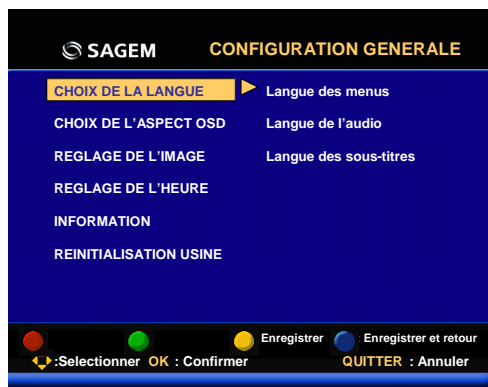 SAGEM CONFIGURATION GENERALE
CHOIX DE LA LANGUE Langue des menus
CHOIX DE L'ASPECT OSD Langue de l'audio
REGLAGE DE L'IMAGE Langue des sous-titres
REGLAGE DE L'HEURE
INFORMATION
REINITIALISATION USINE
Enregistrer : Enregistrer et retour
:Selectionner OK : Confirmer QUITTER : Annuler